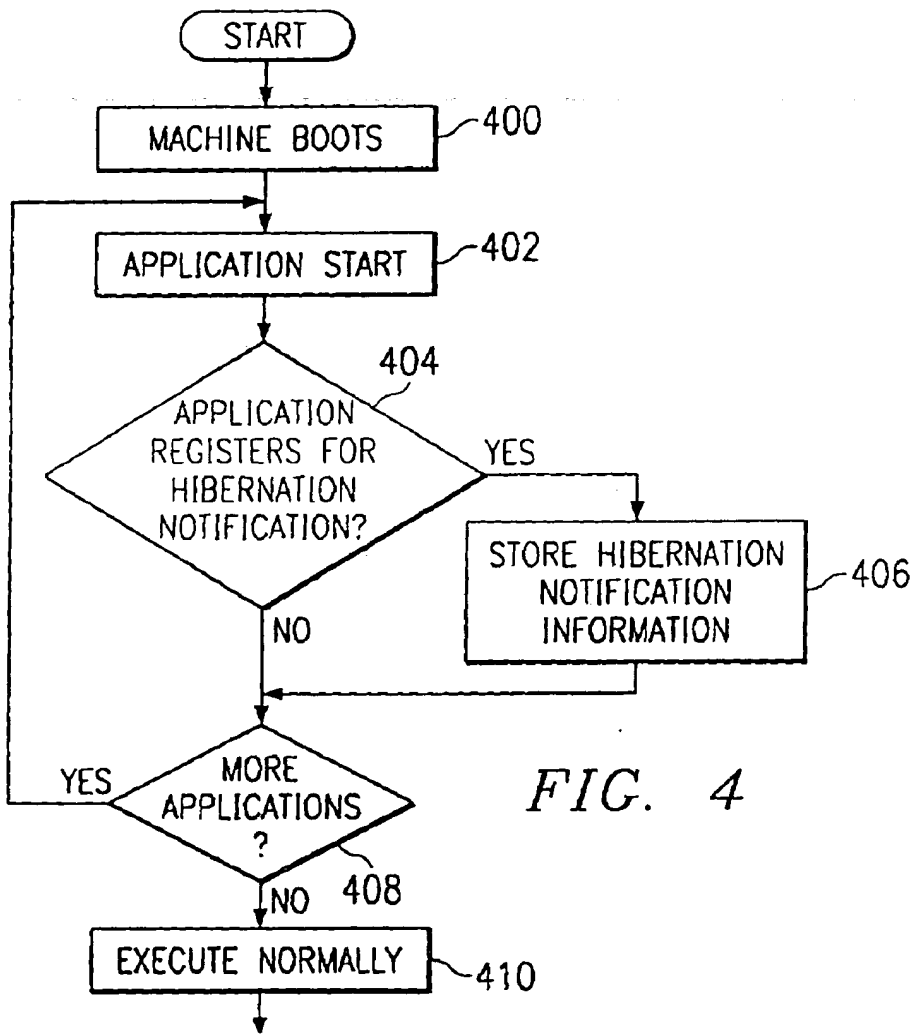 START
MACHINE BOOTS
400
APPLICATION START
402
404
APPLICATION
REGISTERS FOR
HIBERNATION
NOTIFICATION?
YES
STORE HIBERNATION
NOTIFICATION
INFORMATION
406
NO
YES
MORE
APPLICATIONS
?
408
FIG. 4
NO
EXECUTE NORMALLY
410